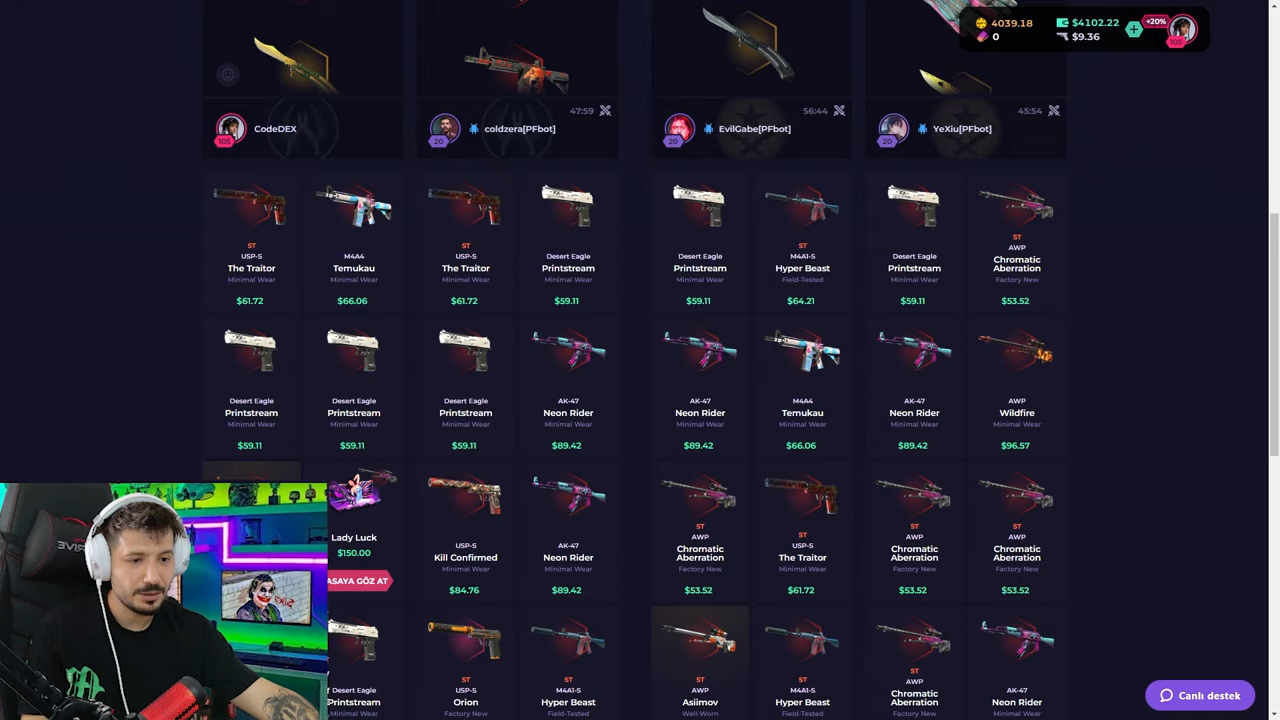 4039.18
$4102.22
+20%
0
$9.36
105
47:59
56:44
45:54
105
CodeDEX
20
coldzera[PFbot]
20
EvilGabe[PFbot]
20
YeXiu[PFbot]
ST
USP-S
The Traitor
Minimal Wear
$61.72
M4A4
Temukau
Minimal Wear
$66.06
ST
USP-S
The Traitor
Minimal Wear
$61.72
Desert Eagle
Printstream
Minimal Wear
$59.11
Desert Eagle
Printstream
Minimal Wear
$59.11
ST
M4A1-S
Hyper Beast
Field-Tested
$64.21
Desert Eagle
Printstream
Minimal Wear
$59.11
ST
AWP
Chromatic
Aberration
Factory New
$53.52
Desert Eagle
Printstream
Minimal Wear
$59.11
Desert Eagle
Printstream
Minimal Wear
$59.11
Desert Eagle
Printstream
Minimal Wear
$59.11
AK-47
Neon Rider
Minimal Wear
$89.42
AK-47
Neon Rider
Minimal Wear
$89.42
M4A4
Temukau
Minimal Wear
$66.06
AK-47
Neon Rider
Minimal Wear
$89.42
AWP
Wildfire
Minimal Wear
$96.57
Lady Luck
$150.00
ASAYA GÖZ AT
USP-S
Kill Confirmed
Minimal Wear
$84.76
AK-47
Neon Rider
Minimal Wear
$89.42
ST
AWP
Chromatic
Aberration
Factory New
$53.52
ST
USP-S
The Traitor
Minimal Wear
$61.72
ST
AWP
Chromatic
Aberration
Factory New
$53.52
ST
AWP
Chromatic
Aberration
Factory New
$53.52
Desert Eagle
Printstream
Minimal Wear
ST
USP-S
Orion
Factory New
ST
M4A1-S
Hyper Beast
Field-Tested
ST
AWP
Asiimov
Well-Worn
ST
M4A1-S
Hyper Beast
Field-Tested
ST
AWP
Chromatic
Aberration
AK-47
Neon Rider
Minimal Wear
Canlı destek